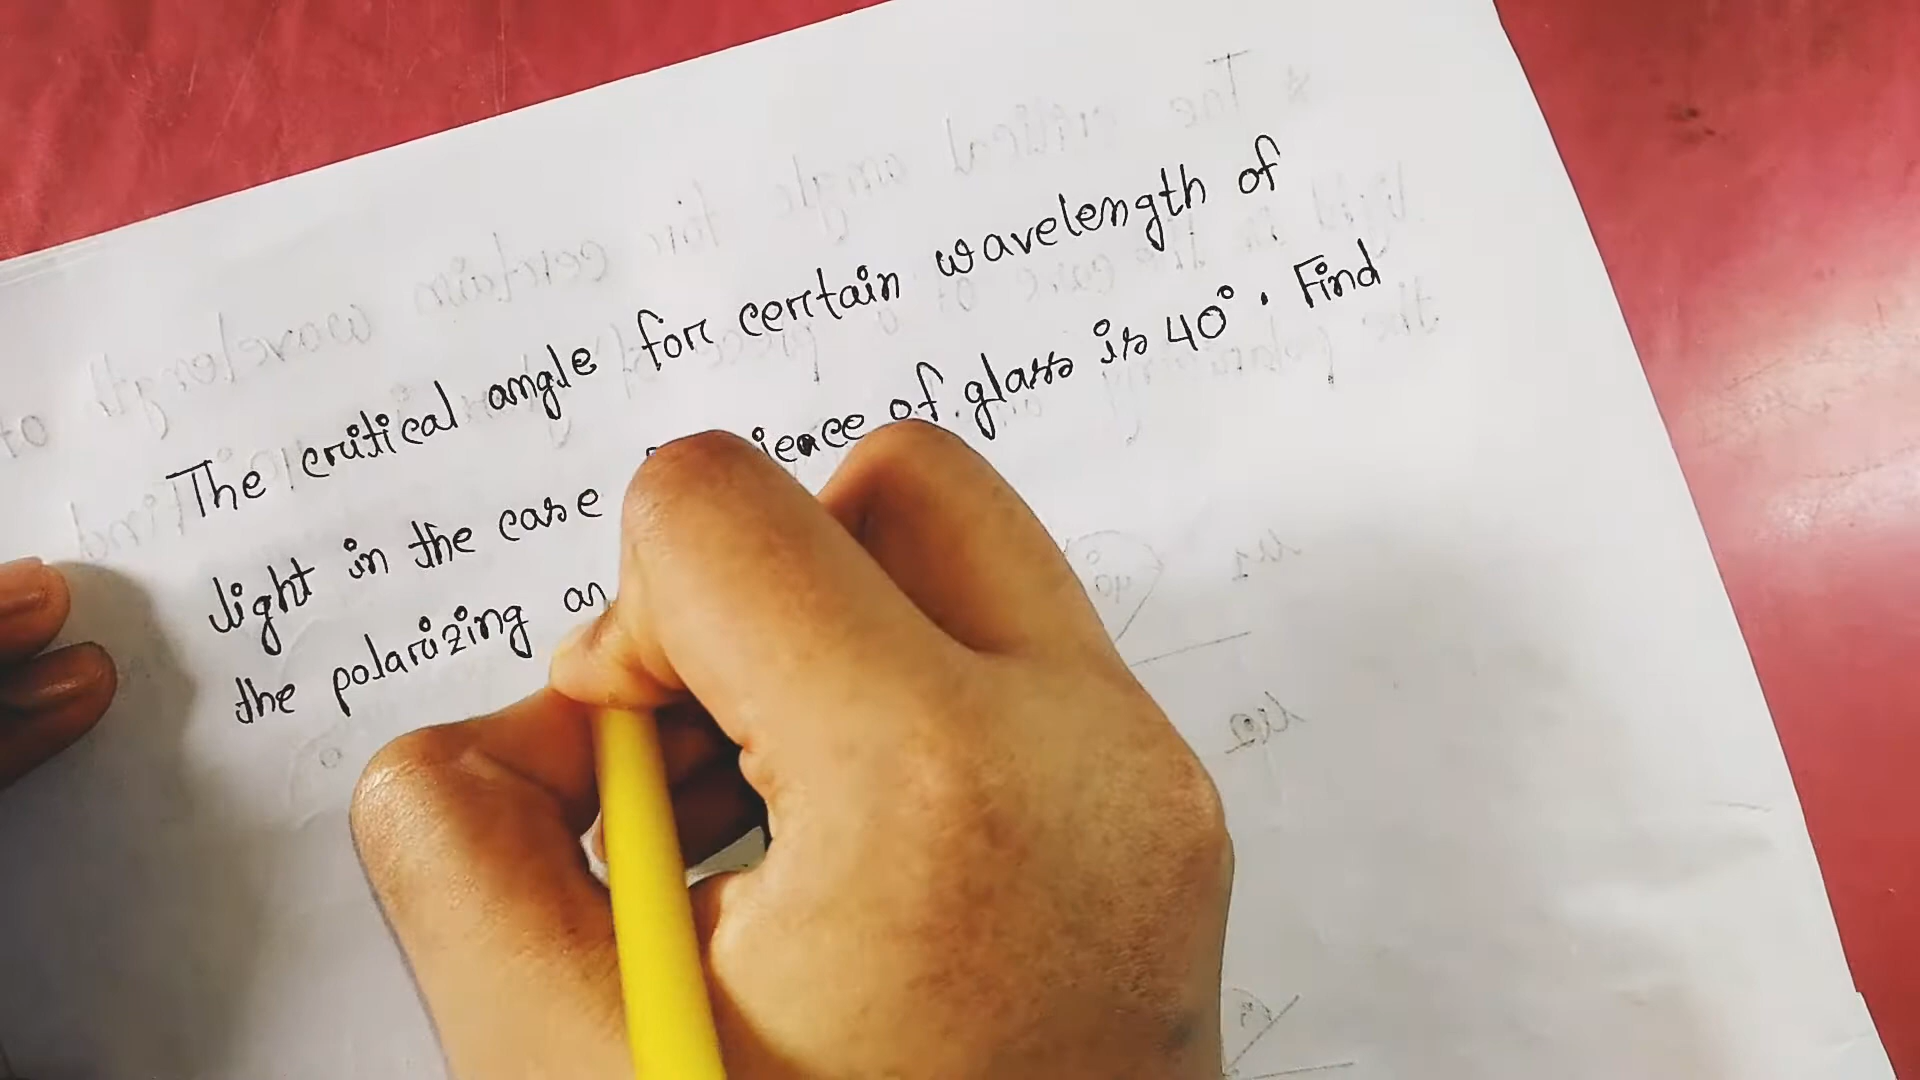 The critical angle for certain wavelength of
light in the case of glass is 40°. Find
the polarizing an